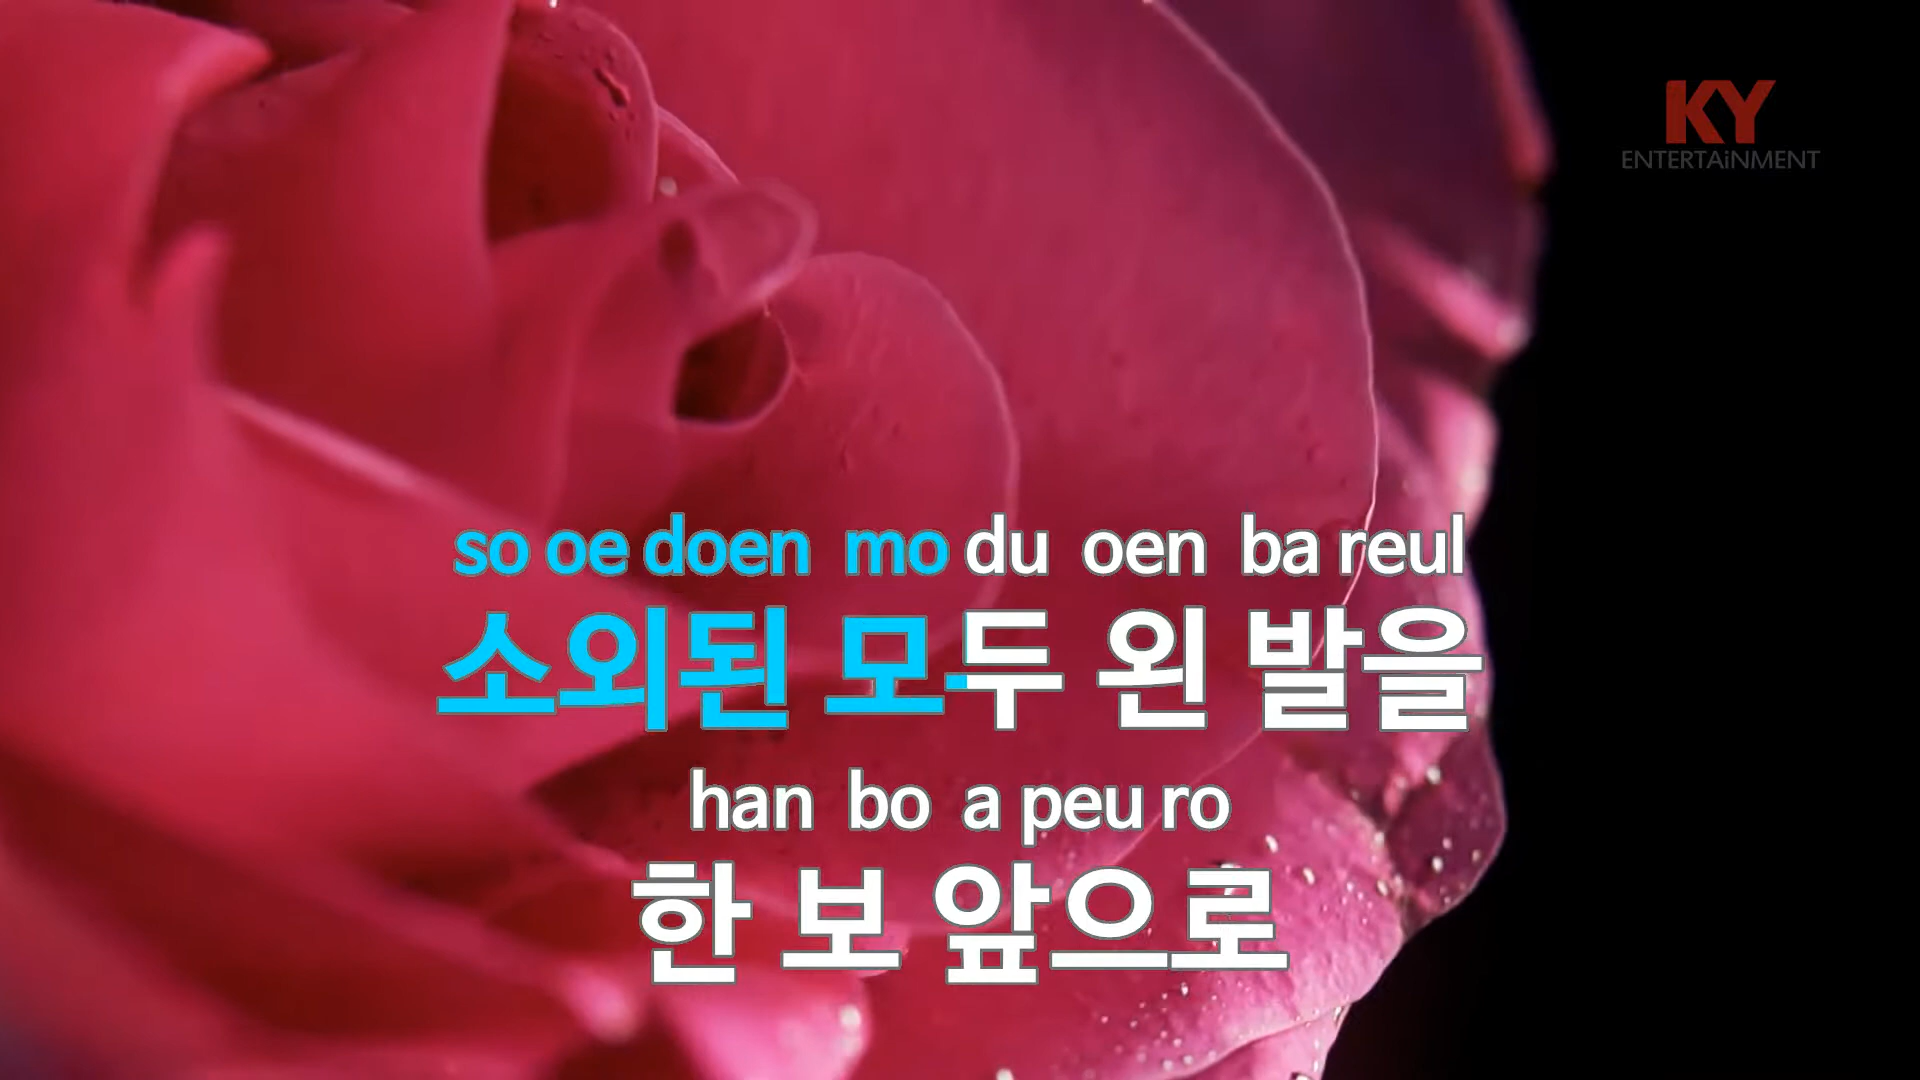 KY
ENTERTAiNMENT
so oe doen mo du oen ba reul
소외된 모두 왼 발을
han bo a peu ro
한 보 앞으로